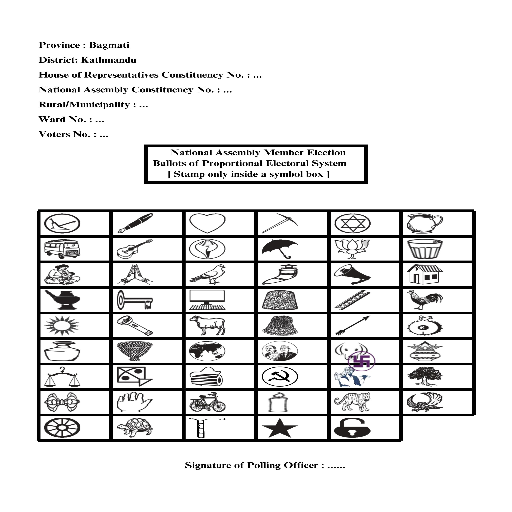 Province : Bagmati
District: Kathmandu
House of Representatives Constituency No. : ...
National Assembly Constituency No. : ...
Rural/Municipality : ...
Ward No. : ...
Voters No. : ...
National Assembly Member Election
Ballots of Proportional Electoral System
[ Stamp only inside a symbol box ]
Signature of Polling Officer : ......